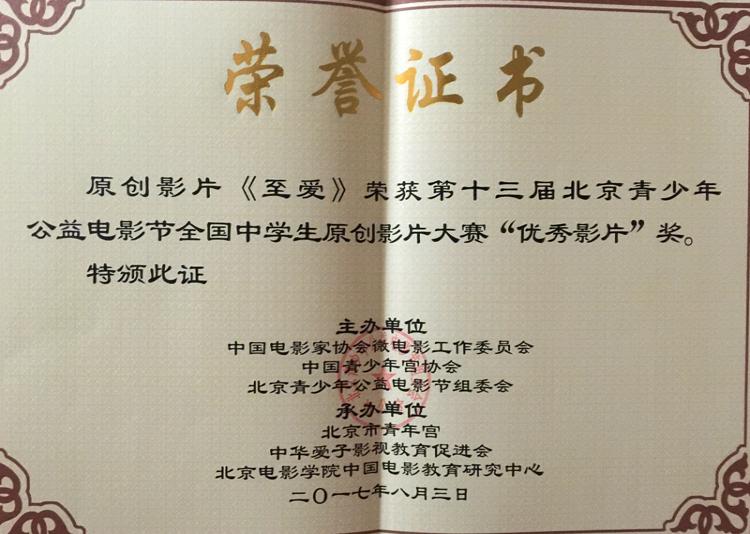 荣誉证书
原创影片《至爱》荣获第十三届北京青少年
公益电影节全国中学生原创影片大赛“优秀影片”奖。
特颁此证
主办单位
中国电影家协会微电影工作委员会
中国青少年宫协会
北京青少年公益电影节组委会
承办单位
北京市青年宫
中华爱子影视教育促进会
北京电影学院中国电影教育研究中心
二〇一七年八月三日